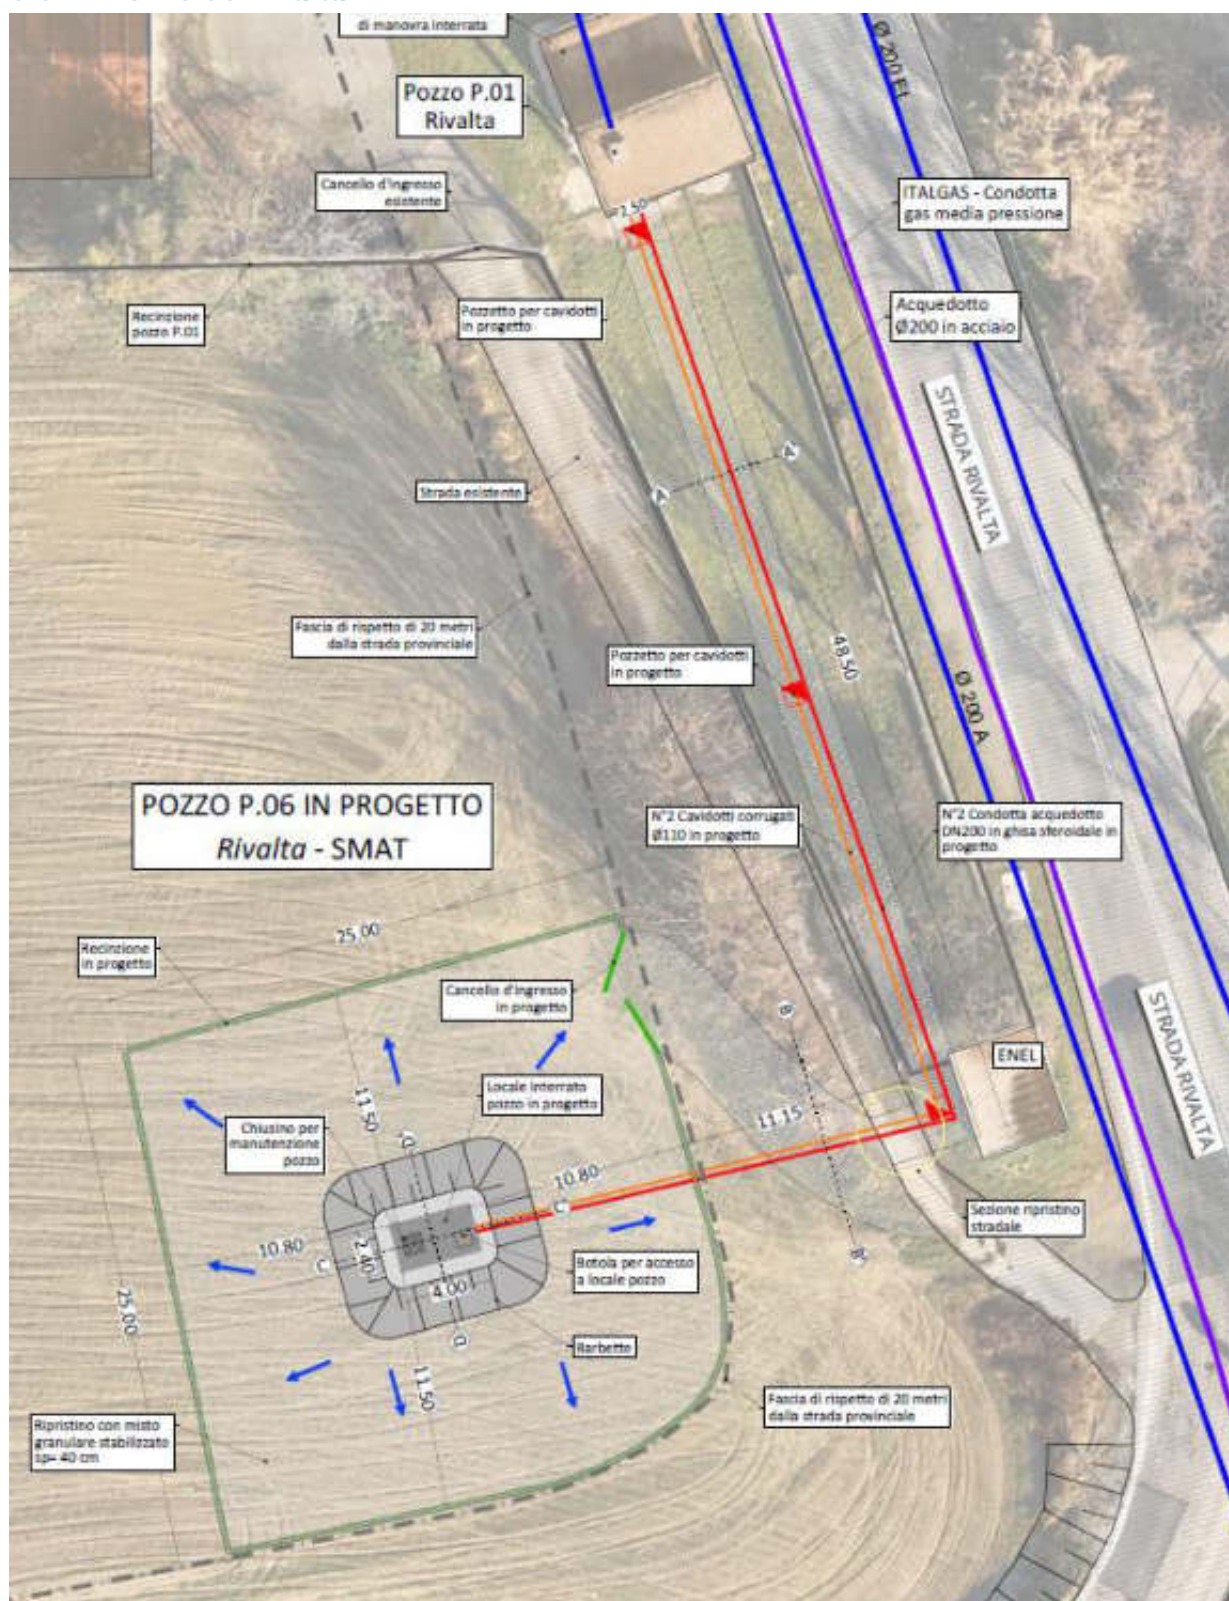 di manovra interrata
Pozzo P.01
Rivalta
Ø 200 Ft
Cancello d'ingresso
esistente
ITALGAS - Condotta
gas media pressione
2.50
Recinzione
pozzo P.01
Pozzetto per cavidotti
in progetto
Acquedotto
Ø200 in acciaio
STRADA RIVALTA
A'
A
Strada esistente
Fascia di rispetto di 20 metri
dalla strada provinciale
Pozzetto per cavidotti
in progetto
48.50
Ø 200 A
POZZO P.06 IN PROGETTO
Rivalta - SMAT
N°2 Cavidotti corrugati
Ø110 in progetto
N°2 Condotta acquedotto
DN200 in ghisa sferoidale in
progetto
25.00
Recinzione
in progetto
Cancello d'ingresso
in progetto
B
STRADA RIVALTA
ENEL
Locale interrato
pozzo in progetto
11.50
11.15
Chiusino per
manutenzione
pozzo
D'
10.80
C'
Sezione ripristino
stradale
10.80
C
2.40
4.00
B'
Botola per accesso
a locale pozzo
25.00
D
Barbette
11.50
Fascia di rispetto di 20 metri
dalla strada provinciale
Ripristino con misto
granulare stabilizzato
sp= 40 cm